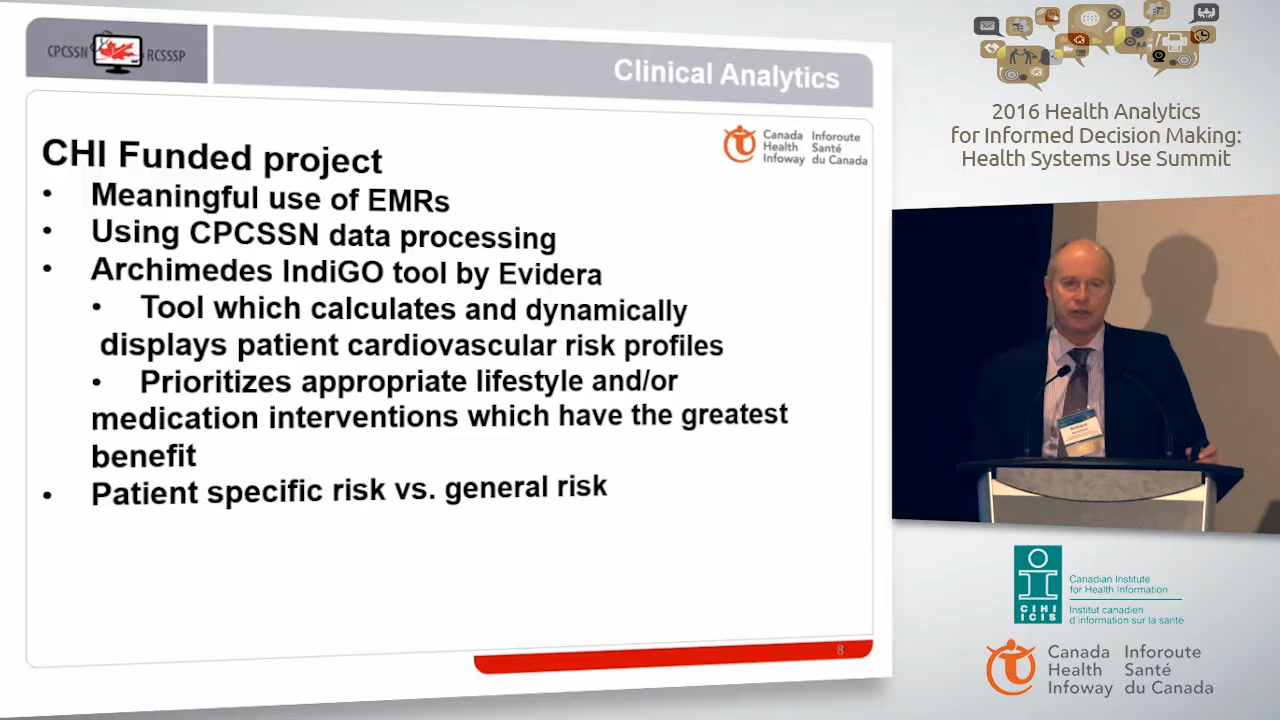 CPCSSN RCSSSP
Clinical Analytics
Canada Health Infoway
Inforoute Santé du Canada
CHI Funded project
• Meaningful use of EMRs
• Using CPCSSN data processing
• Archimedes IndiGO tool by Evidera
• Tool which calculates and dynamically
displays patient cardiovascular risk profiles
• Prioritizes appropriate lifestyle and/or
medication interventions which have the greatest
benefit
• Patient specific risk vs. general risk
8
2016 Health Analytics
for Informed Decision Making:
Health Systems Use Summit
CIHI
ICIS
Canadian Institute
for Health Information
Institut canadien
d'information sur la santé
Canada Inforoute
Health Santé
Infoway du Canada